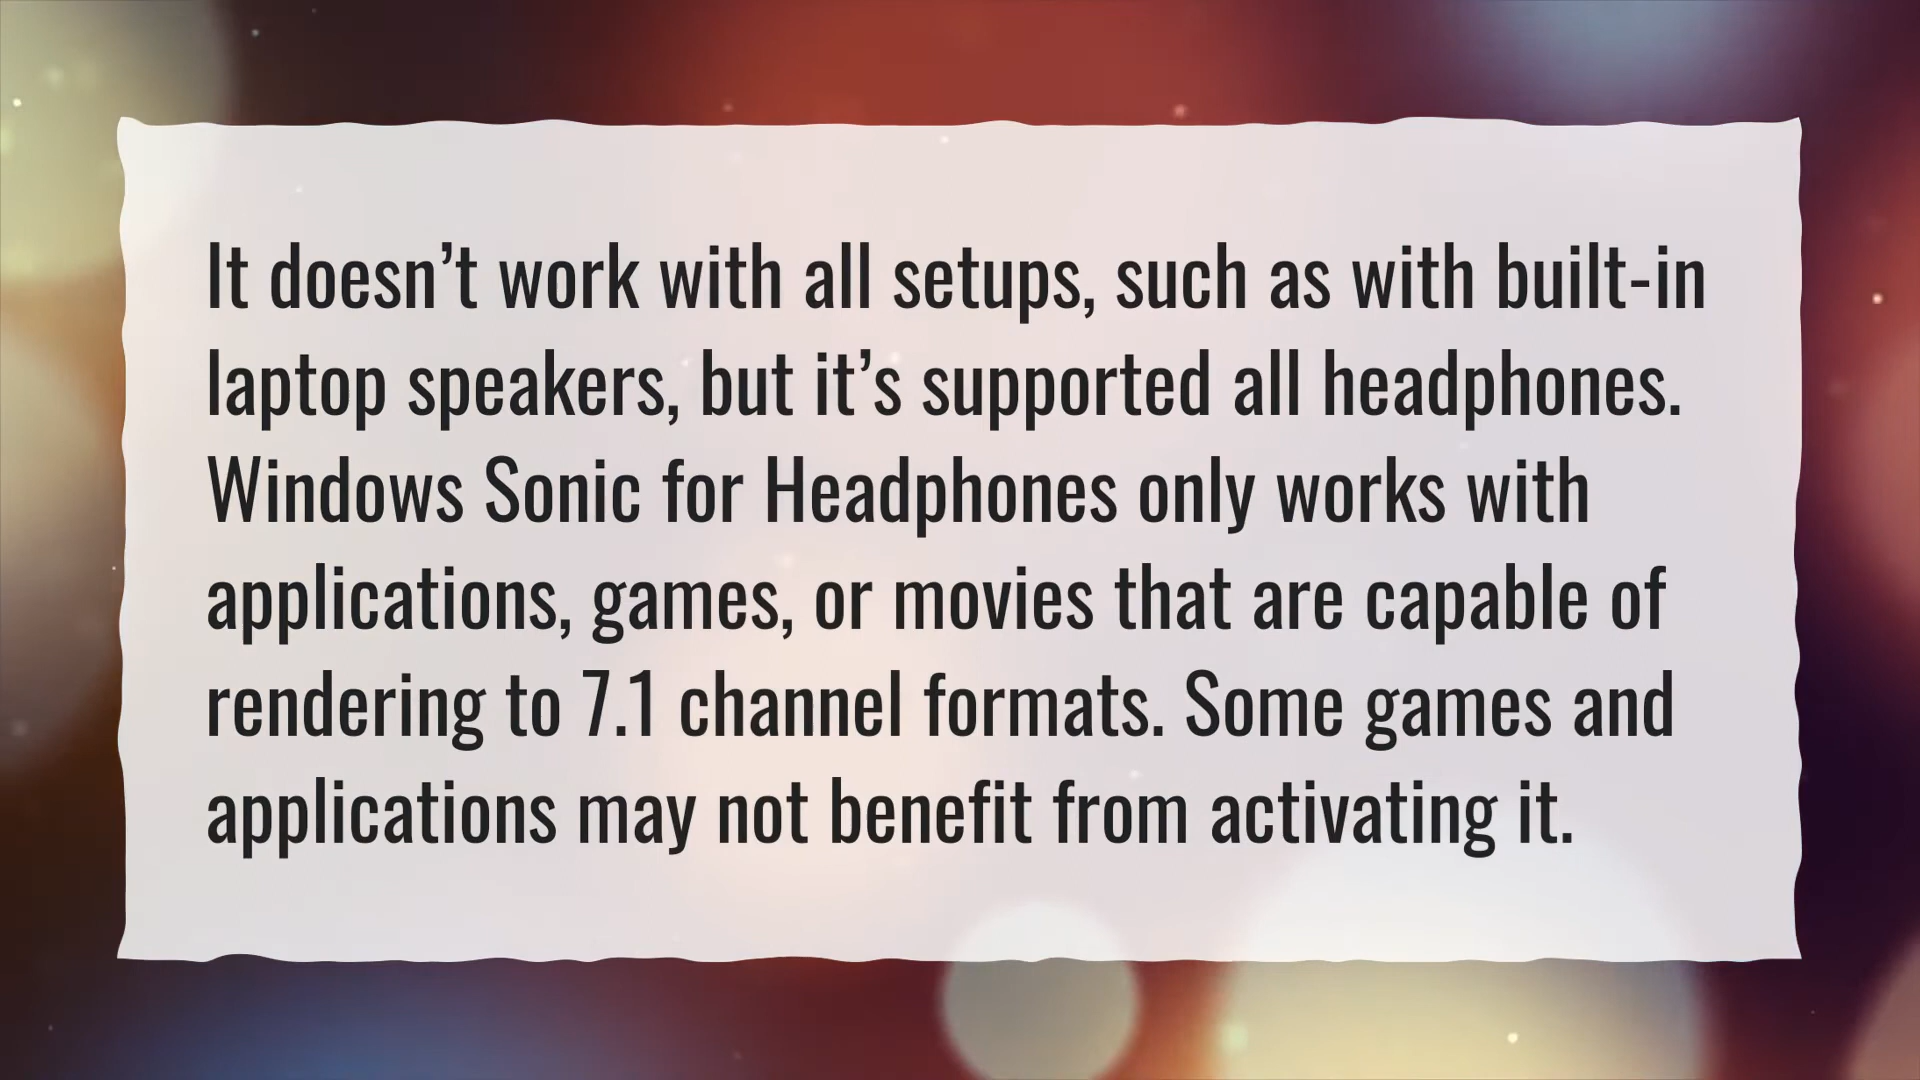 It doesn’t work with all setups, such as with built-in
laptop speakers, but it’s supported all headphones.
Windows Sonic for Headphones only works with
applications, games, or movies that are capable of
rendering to 7.1 channel formats. Some games and
applications may not benefit from activating it.